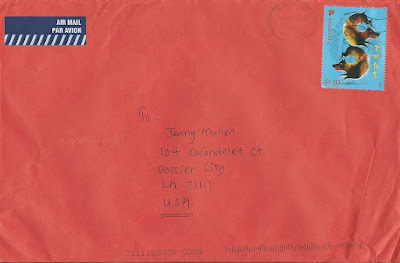 AIR MAIL
PAR AVION
To:
Jenny Mullen
104 Carondelet Ct.
Bossier City
LA 71111
USA